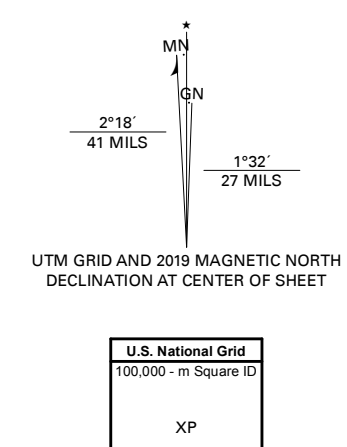 ★
MN
GN
2°18´
41 MILS
1°32´
27 MILS
UTM GRID AND 2019 MAGNETIC NORTH
DECLINATION AT CENTER OF SHEET
U.S. National Grid
100,000 - m Square ID
XP